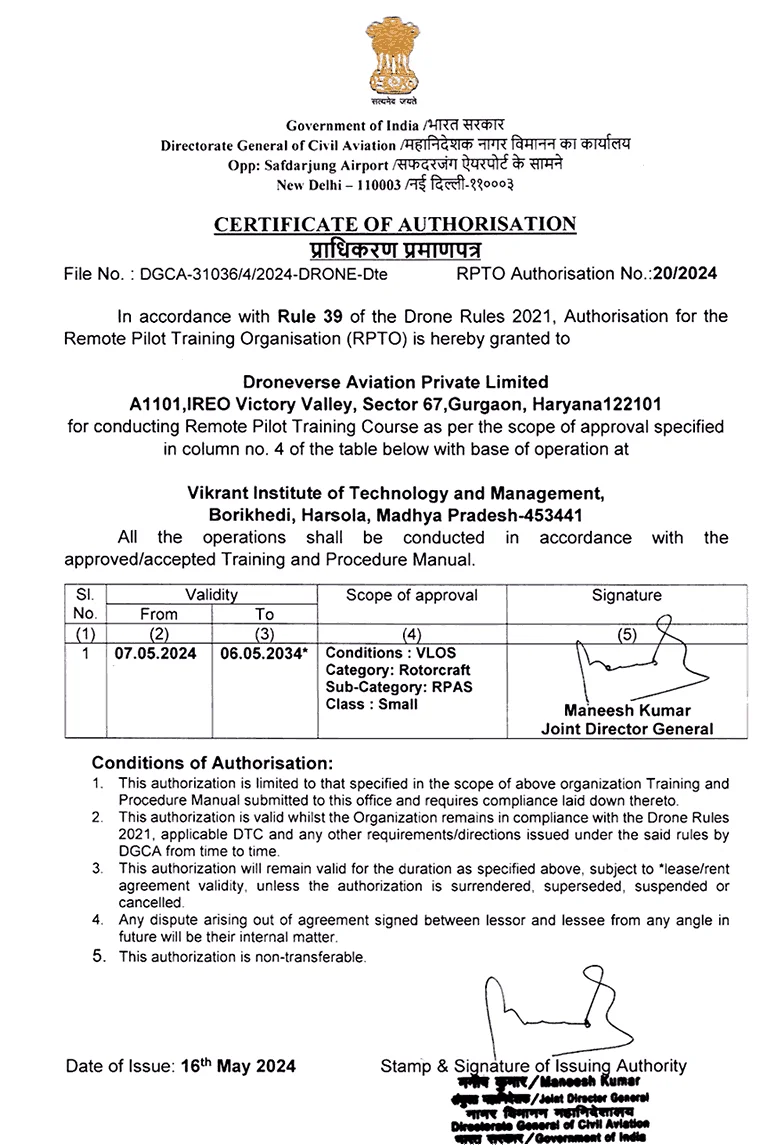 सत्यमेव जयते
Government of India /भारत सरकार
Directorate General of Civil Aviation /महानिदेशक नागर विमानन का कार्यालय
Opp: Safdarjung Airport /सफदरजंग ऐयरपोर्ट के सामने
New Delhi – 110003 /नई दिल्ली-११०००३
CERTIFICATE OF AUTHORISATION
प्राधिकरण प्रमाणपत्र
File No. : DGCA-31036/4/2024-DRONE-Dte RPTO Authorisation No.:20/2024
In accordance with Rule 39 of the Drone Rules 2021, Authorisation for the
Remote Pilot Training Organisation (RPTO) is hereby granted to
Droneverse Aviation Private Limited
A1101,IREO Victory Valley, Sector 67,Gurgaon, Haryana122101
for conducting Remote Pilot Training Course as per the scope of approval specified
in column no. 4 of the table below with base of operation at
Vikrant Institute of Technology and Management,
Borikhedi, Harsola, Madhya Pradesh-453441
All the operations shall be conducted in accordance with the
approved/accepted Training and Procedure Manual.
Sl. Validity Scope of approval Signature
No. From To
(1) (2) (3) (4) (5)
1 07.05.2024 06.05.2034* Conditions : VLOS
Category: Rotorcraft
Sub-Category: RPAS
Class : Small
Maneesh Kumar
Joint Director General
Conditions of Authorisation:
1. This authorization is limited to that specified in the scope of above organization Training and
Procedure Manual submitted to this office and requires compliance laid down thereto.
2. This authorization is valid whilst the Organization remains in compliance with the Drone Rules
2021, applicable DTC and any other requirements/directions issued under the said rules by
DGCA from time to time.
3. This authorization will remain valid for the duration as specified above, subject to *lease/rent
agreement validity, unless the authorization is surrendered, superseded, suspended or
cancelled.
4. Any dispute arising out of agreement signed between lessor and lessee from any angle in
future will be their internal matter.
5. This authorization is non-transferable.
Date of Issue: 16th May 2024 Stamp & Signature of Issuing Authority
मनीष कुमार/Maneesh Kumar
संयुक्त महानिदेशक/Joint Director General
नागर विमानन महानिदेशालय
Directorate General of Civil Aviation
भारत सरकार/Government of India